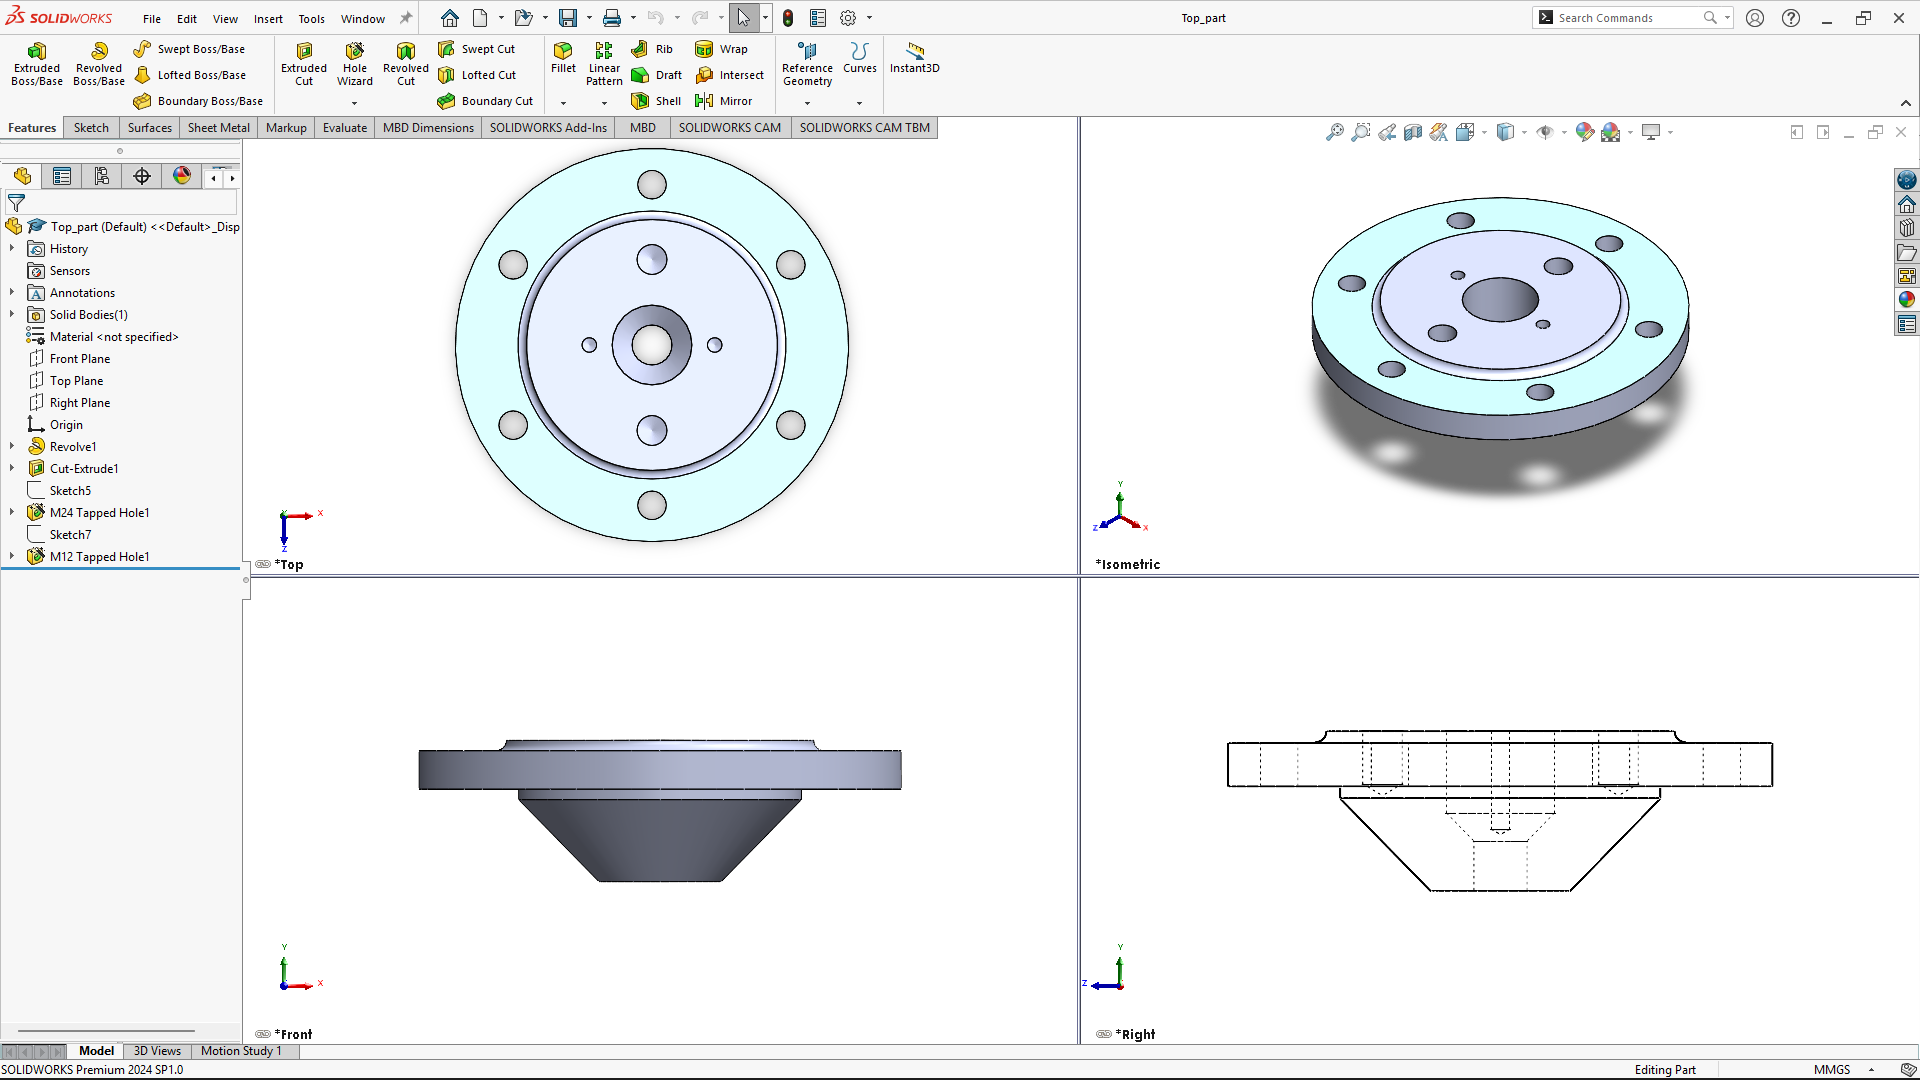 SOLIDWORKS File Edit View Insert Tools Window Top_part Search Commands
Extruded Boss/Base
Revolved Boss/Base
Swept Boss/Base
Lofted Boss/Base
Boundary Boss/Base
Extruded Cut
Hole Wizard
Revolved Cut
Swept Cut
Lofted Cut
Boundary Cut
Fillet
Linear Pattern
Rib
Draft
Shell
Wrap
Intersect
Mirror
Reference Geometry
Curves
Instant3D
Features Sketch Surfaces Sheet Metal Markup Evaluate MBD Dimensions SOLIDWORKS Add-Ins MBD SOLIDWORKS CAM SOLIDWORKS CAM TBM
Top_part (Default) <<Default>_Disp
History
Sensors
Annotations
Solid Bodies(1)
Material <not specified>
Front Plane
Top Plane
Right Plane
Origin
Revolve1
Cut-Extrude1
Sketch5
M24 Tapped Hole1
Sketch7
M12 Tapped Hole1
Y X
Z
*Top
Y
Z X
*Isometric
Y
X
*Front
Y
Z
*Right
Model 3D Views Motion Study 1
SOLIDWORKS Premium 2024 SP1.0 Editing Part MMGS